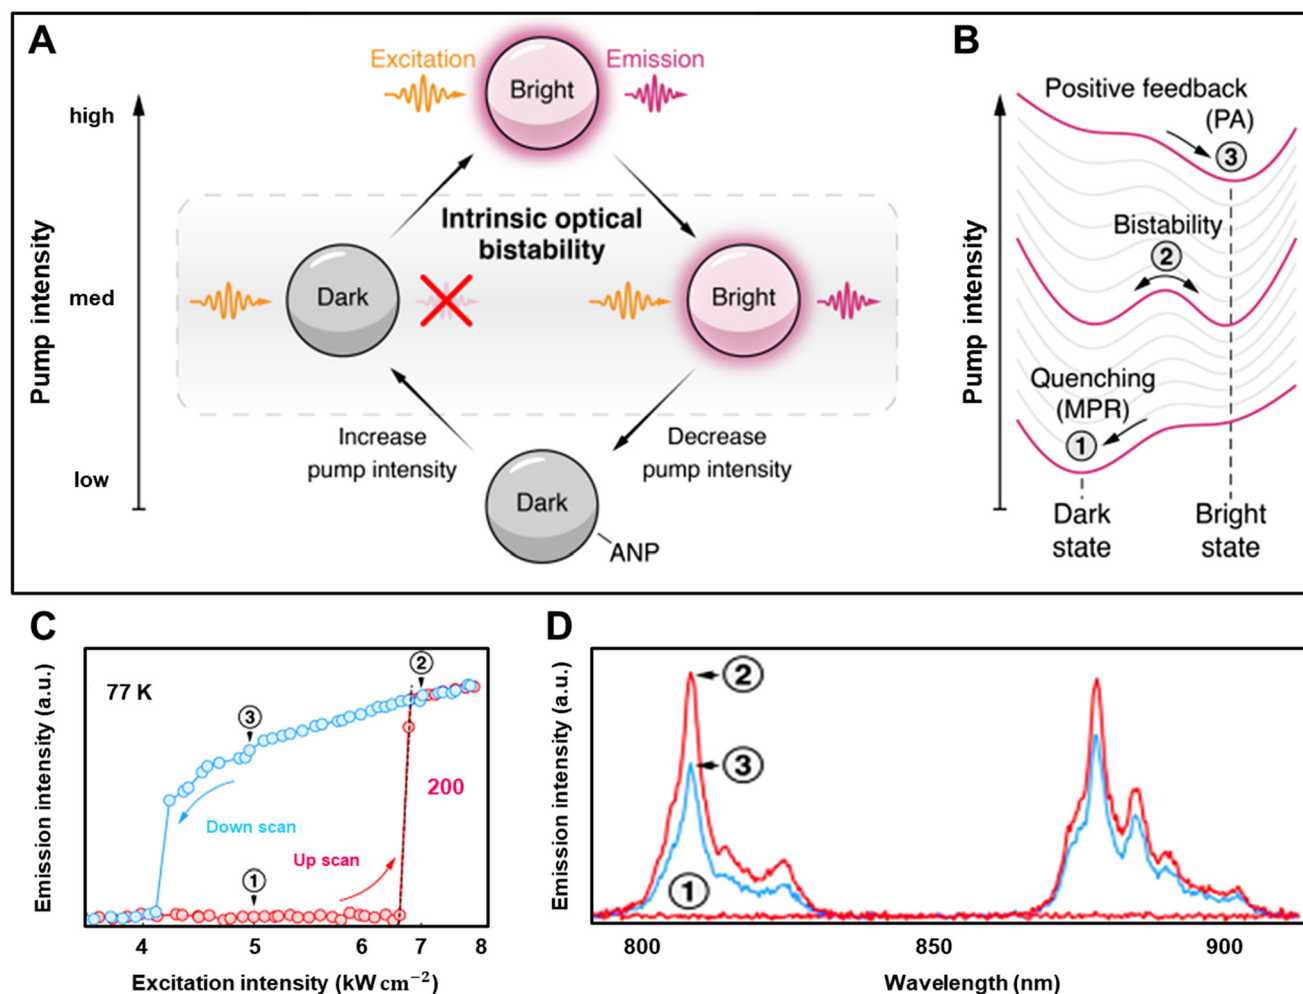 A
Excitation
Emission
Bright
high
Intrinsic optical
bistability
Dark
Bright
med
Pump intensity
Increase
pump intensity
Decrease
pump intensity
low
Dark
ANP
B
Positive feedback
(PA)
3
Bistability
2
Pump intensity
Quenching
(MPR)
1
Dark
state
Bright
state
C
77 K
2
3
200
Down scan
Up scan
1
Emission intensity (a.u.)
4 5 6 7 8
Excitation intensity (kW cm⁻²)
D
2
3
1
Emission intensity (a.u.)
800 850 900
Wavelength (nm)